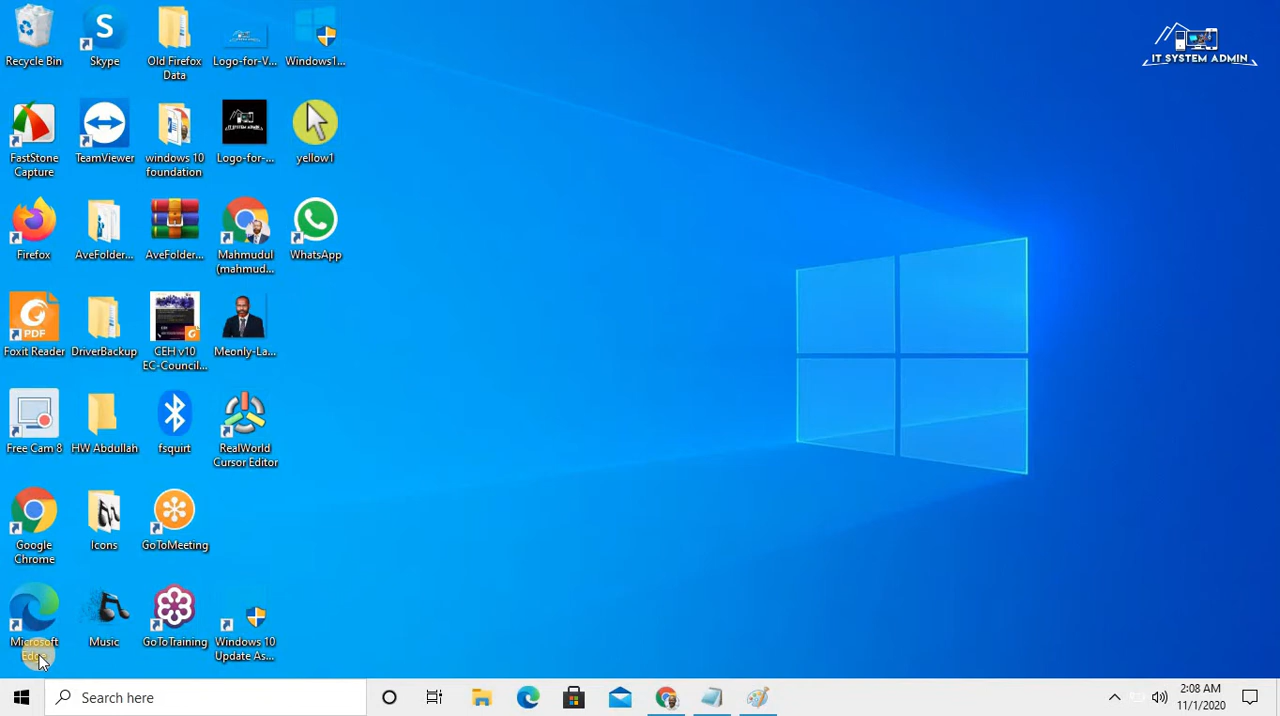 IT SYSTEM ADMIN
Recycle Bin
Skype
Old Firefox
Data
Logo-for-V...
Windows1...
FastStone
Capture
TeamViewer
windows 10
foundation
Logo-for-...
yellow1
Firefox
AveFolder...
AveFolder...
Mahmudul
(mahmud...
WhatsApp
PDF
Foxit Reader
DriverBackup
CEH v10
EC-Council...
Meonly-La...
Free Cam 8
HW Abdullah
fsquirt
RealWorld
Cursor Editor
Google
Chrome
Icons
GoToMeeting
Microsoft
Edge
Music
GoToTraining
Windows 10
Update As...
Search here
2:08 AM
11/1/2020